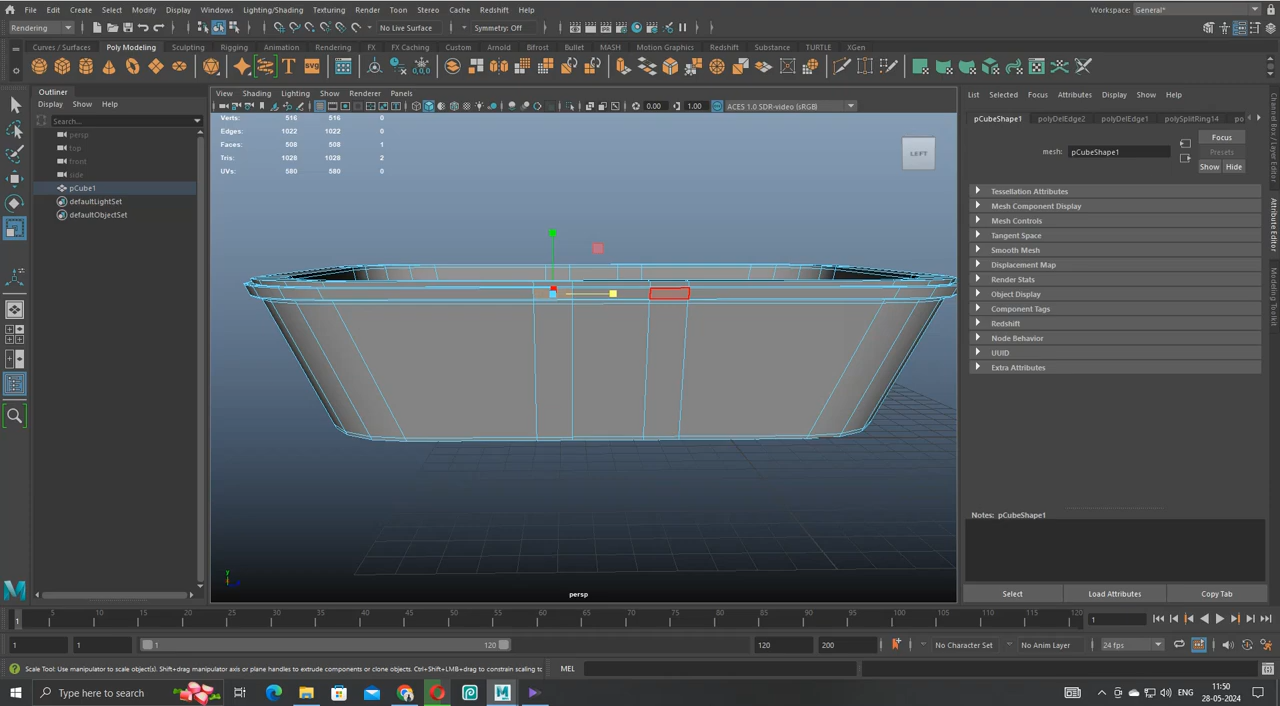 File Edit Create Select Modify Display Windows Lighting/Shading Texturing Render Toon Stereo Cache Redshift Help Workspace: General*
Rendering No Live Surface Symmetry: Off
Curves / Surfaces Poly Modeling Sculpting Rigging Animation Rendering FX FX Caching Custom Arnold Bifrost Bullet MASH Motion Graphics Redshift Substance TURTLE XGen
Outliner
Display Show Help
Search...
persp
top
front
side
pCube1
defaultLightSet
defaultObjectSet
View Shading Lighting Show Renderer Panels
0.00 1.00 ACES 1.0 SDR-video (sRGB)
Verts: 516 516 0
Edges: 1022 1022 0
Faces: 508 508 1
Tris: 1028 1028 2
UVs: 580 580 0
LEFT
y
persp
List Selected Focus Attributes Display Show Help
pCubeShape1 polyDelEdge2 polyDelEdge1 polySplitRing14 po
mesh: pCubeShape1
Focus
Presets
Show Hide
Tessellation Attributes
Mesh Component Display
Mesh Controls
Tangent Space
Smooth Mesh
Displacement Map
Render Stats
Object Display
Component Tags
Redshift
Node Behavior
UUID
Extra Attributes
Notes: pCubeShape1
Select Load Attributes Copy Tab
Channel Box / Layer Editor
Attribute Editor
Modeling Toolkit
5 10 15 20 25 30 35 40 45 50 55 60 65 70 75 80 85 90 95 100 105 110 115 120
1 1
1 1 1 120 120 200 No Character Set No Anim Layer 24 fps
Scale Tool: Use manipulator to scale object(s). Shift+drag manipulator axis or plane handles to extrude components or clone objects. Ctrl+Shift+LMB+drag to constrain scaling to
MEL
Type here to search
ENG
11:50
28-05-2024